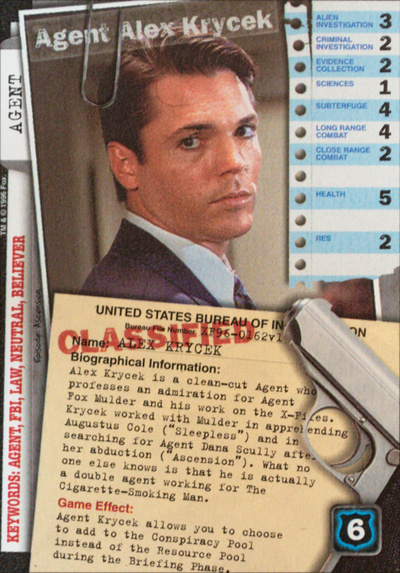 Agent Alex Krycek
AGENT
TM & © 1996 Fox
KEYWORDS: AGENT, FBI, LAW, NEUTRAL, BELIEVER
Episode: Ascension
ALIEN
INVESTIGATION 3
CRIMINAL
INVESTIGATION 2
EVIDENCE
COLLECTION 2
SCIENCES 1
SUBTERFUGE 4
LONG RANGE
COMBAT 4
CLOSE RANGE
COMBAT 2
HEALTH 5
RES 2
UNITED STATES BUREAU OF IN ION
Bureau File Number XF96-0162v1
CLASSIFIED
Name: ALEX KRYCEK
Biographical Information:
Alex Krycek is a clean-cut Agent who
professes an admiration for Agent
Fox Mulder and his work on the X-Files.
Krycek worked with Mulder in apprehending
Augustus Cole ("Sleepless") and in
searching for Agent Dana Scully after
her abduction ("Ascension"). What no
one else knows is that he is actually
a double agent working for The
Cigarette-Smoking Man.
Game Effect:
Agent Krycek allows you to choose
to add to the Conspiracy Pool
instead of the Resource Pool
during the Briefing Phase.
6